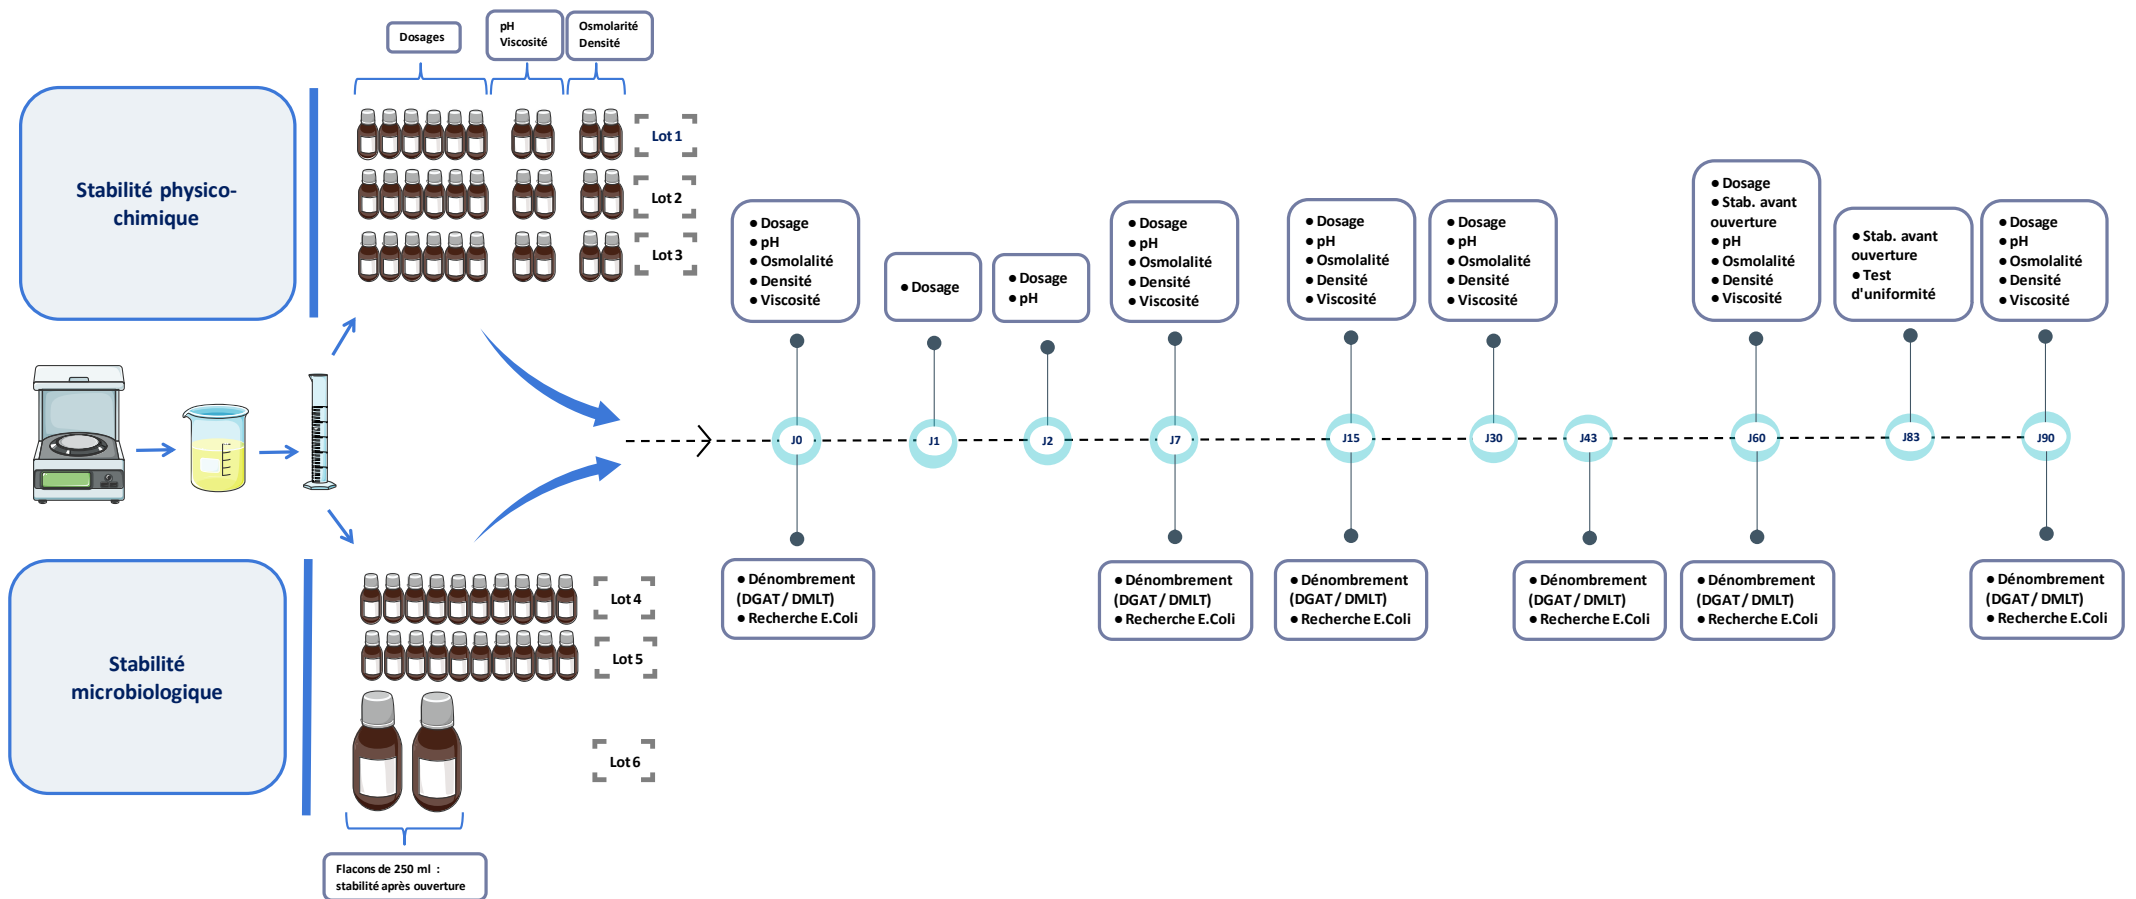 Dosages
pH
Viscosité
Osmolarité
Densité
Stabilité physico-
chimique
Lot 1
Lot 2
Lot 3
● Dosage
● pH
● Osmolalité
● Densité
● Viscosité
● Dosage
● Dosage
● pH
● Dosage
● pH
● Osmolalité
● Densité
● Viscosité
● Dosage
● pH
● Osmolalité
● Densité
● Viscosité
● Dosage
● pH
● Osmolalité
● Densité
● Viscosité
● Dosage
● Stab. avant
ouverture
● pH
● Osmolalité
● Densité
● Viscosité
● Stab. avant
ouverture
● Test
d'uniformité
● Dosage
● pH
● Osmolalité
● Densité
● Viscosité
J0
J1
J2
J7
J15
J30
J43
J60
J83
J90
Stabilité
microbiologique
Lot 4
Lot 5
Lot 6
Flacons de 250 ml :
stabilité après ouverture
● Dénombrement
(DGAT / DMLT)
● Recherche E.Coli
● Dénombrement
(DGAT / DMLT)
● Recherche E.Coli
● Dénombrement
(DGAT / DMLT)
● Recherche E.Coli
● Dénombrement
(DGAT / DMLT)
● Recherche E.Coli
● Dénombrement
(DGAT / DMLT)
● Recherche E.Coli
● Dénombrement
(DGAT / DMLT)
● Recherche E.Coli